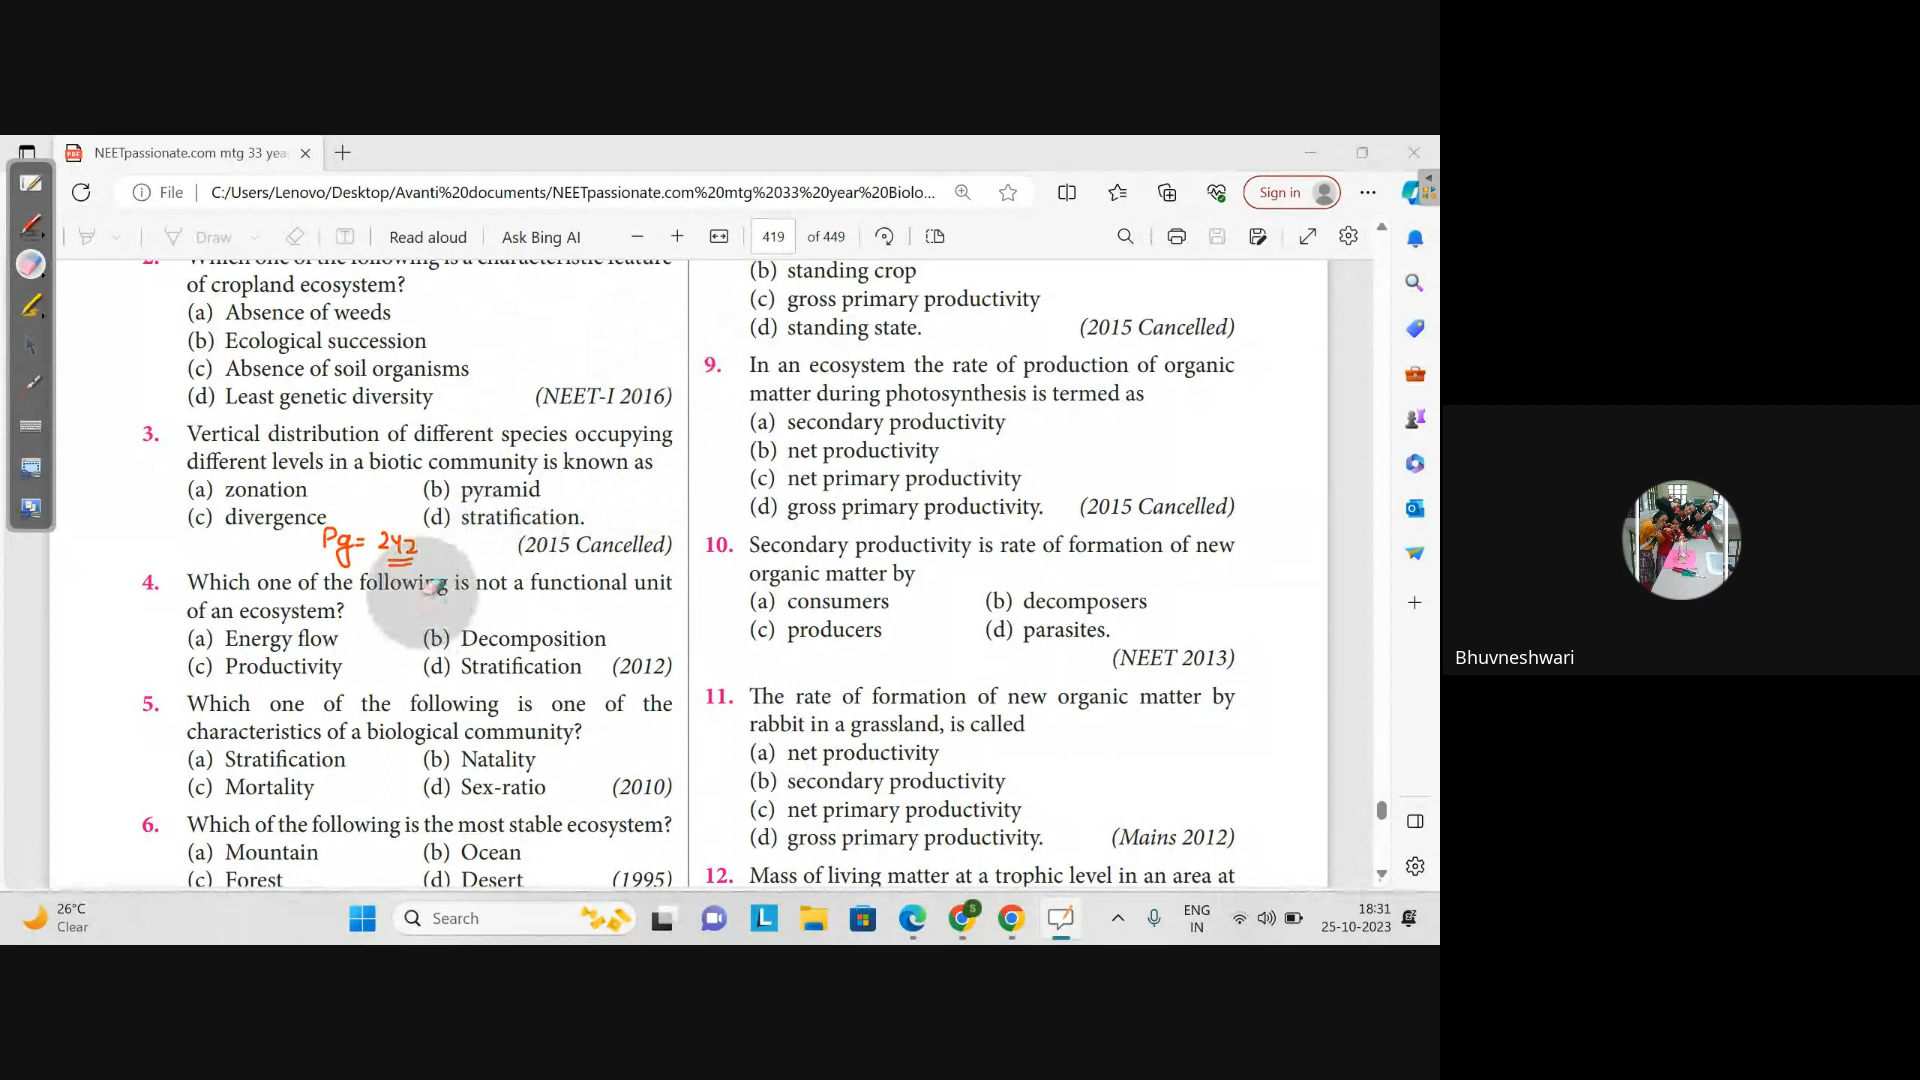 NEETpassionate.com mtg 33 yea
File
C:/Users/Lenovo/Desktop/Avanti%20documents/NEETpassionate.com%20mtg%2033%20year%20Biolo...
Sign in
Draw
Read aloud
Ask Bing AI
419
of 449
2. Which one of the following is a characteristic feature
of cropland ecosystem?
(a) Absence of weeds
(b) Ecological succession
(c) Absence of soil organisms
(d) Least genetic diversity (NEET-I 2016)
3. Vertical distribution of different species occupying
different levels in a biotic community is known as
(a) zonation (b) pyramid
(c) divergence (d) stratification.
(2015 Cancelled)
Pg= 242
4. Which one of the following is not a functional unit
of an ecosystem?
(a) Energy flow (b) Decomposition
(c) Productivity (d) Stratification (2012)
5. Which one of the following is one of the
characteristics of a biological community?
(a) Stratification (b) Natality
(c) Mortality (d) Sex-ratio (2010)
6. Which of the following is the most stable ecosystem?
(a) Mountain (b) Ocean
(c) Forest (d) Desert (1995)
(b) standing crop
(c) gross primary productivity
(d) standing state. (2015 Cancelled)
9. In an ecosystem the rate of production of organic
matter during photosynthesis is termed as
(a) secondary productivity
(b) net productivity
(c) net primary productivity
(d) gross primary productivity. (2015 Cancelled)
10. Secondary productivity is rate of formation of new
organic matter by
(a) consumers (b) decomposers
(c) producers (d) parasites.
(NEET 2013)
11. The rate of formation of new organic matter by
rabbit in a grassland, is called
(a) net productivity
(b) secondary productivity
(c) net primary productivity
(d) gross primary productivity. (Mains 2012)
12. Mass of living matter at a trophic level in an area at
Bhuvneshwari
26°C
Clear
Search
ENG
IN
18:31
25-10-2023